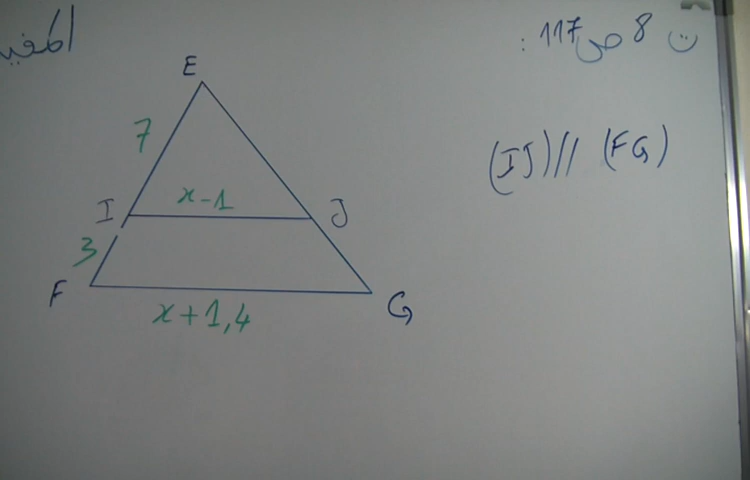 ت 8 ص 117 :
E
7
(IJ) // (FG)
I
x-1
J
3
F
x+1,4
G